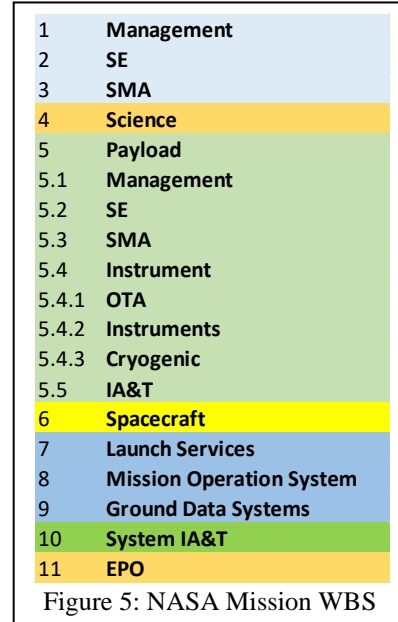 1 Management
2 SE
3 SMA
4 Science
5 Payload
5.1 Management
5.2 SE
5.3 SMA
5.4 Instrument
5.4.1 OTA
5.4.2 Instruments
5.4.3 Cryogenic
5.5 IA&T
6 Spacecraft
7 Launch Services
8 Mission Operation System
9 Ground Data Systems
10 System IA&T
11 EPO
Figure 5: NASA Mission WBS